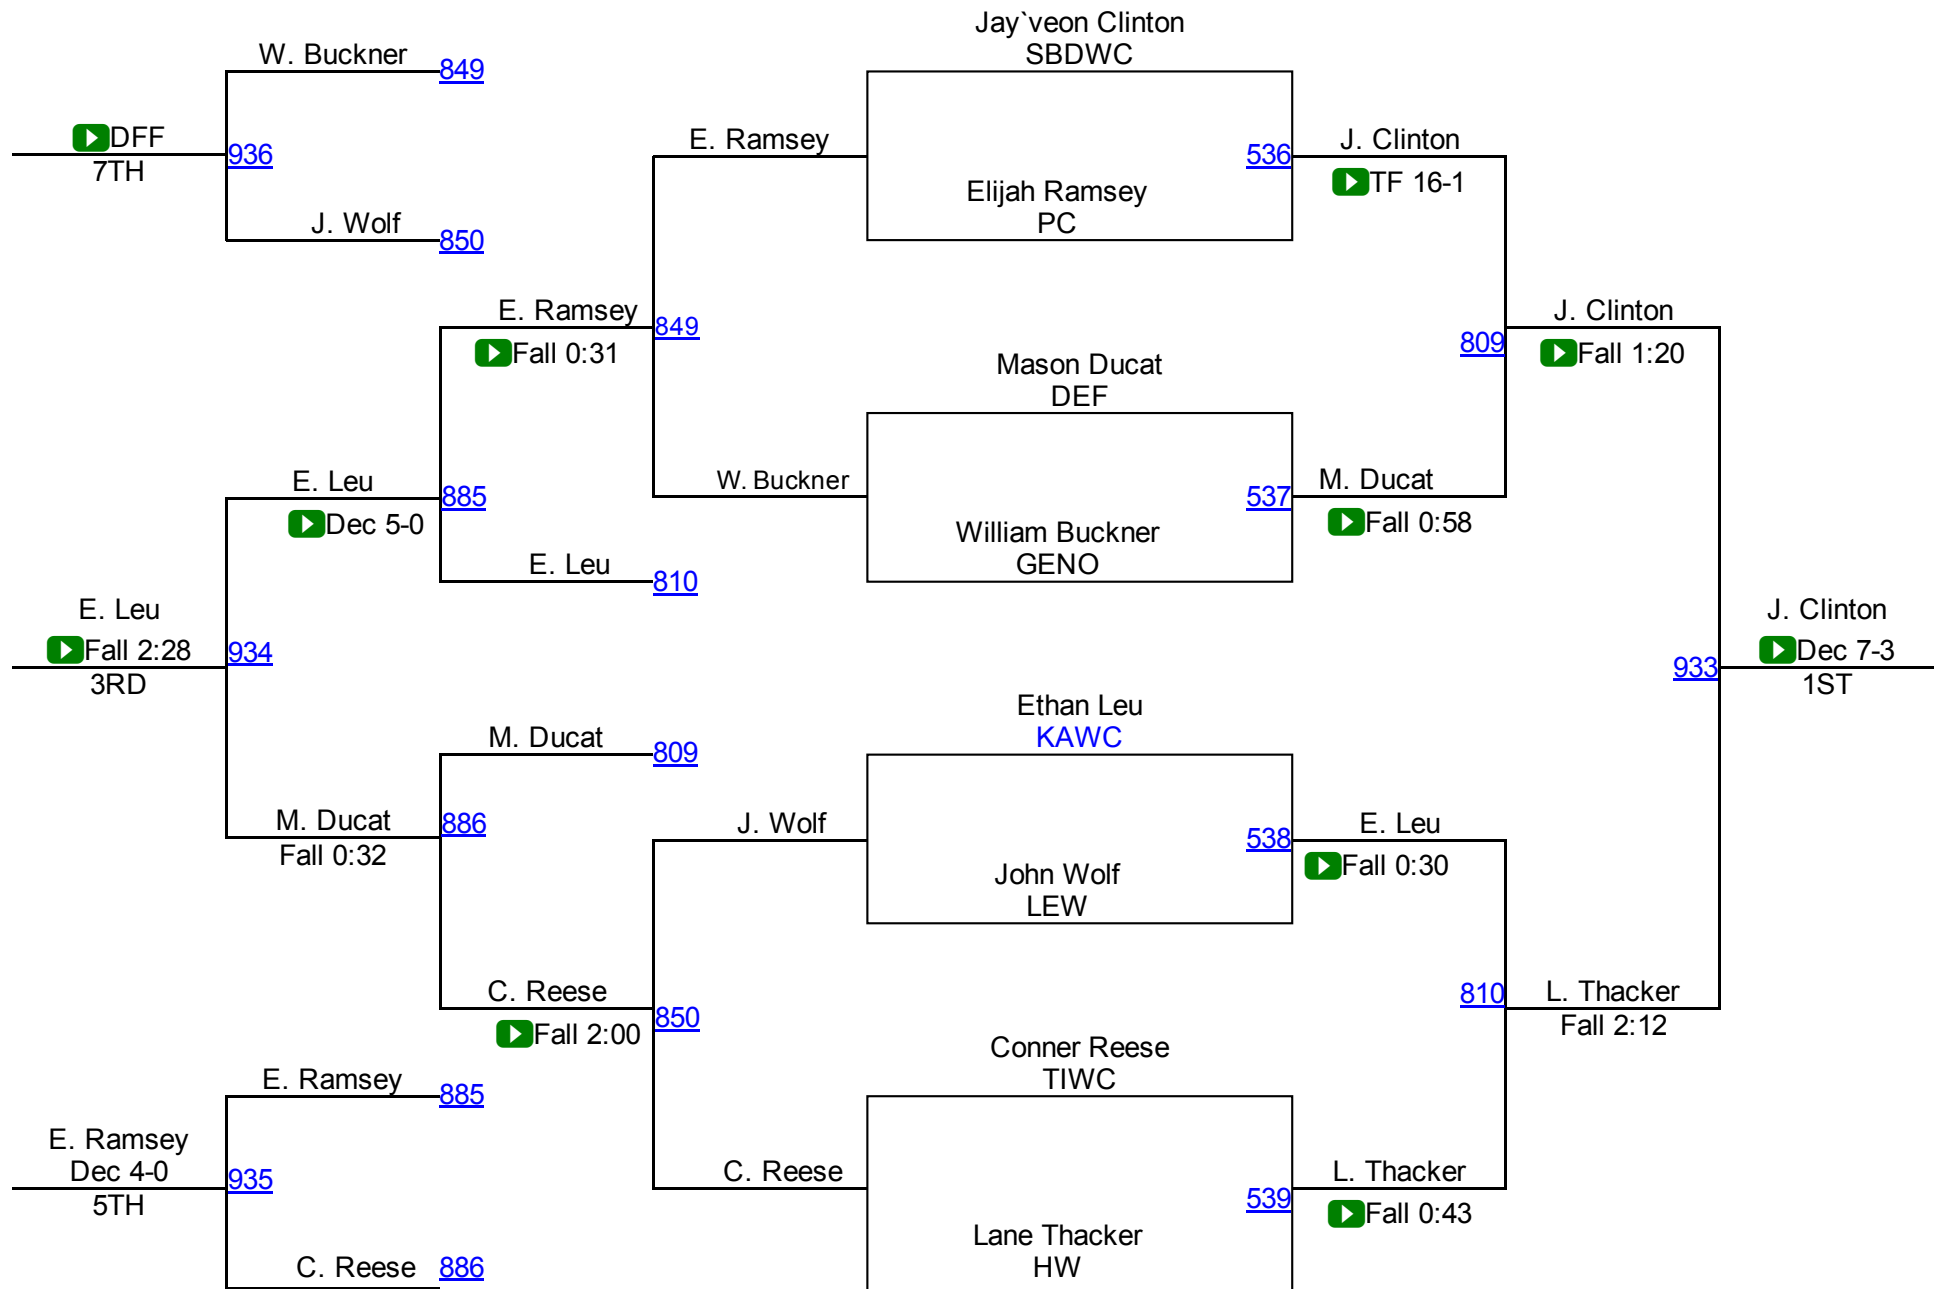 W. Buckner
849
DFF
7TH
936
J. Wolf
850
Jay`veon Clinton
SBDWC
E. Ramsey
Elijah Ramsey
PC
536
J. Clinton
TF 16-1
E. Ramsey
Fall 0:31
849
J. Clinton
Fall 1:20
809
Mason Ducat
DEF
W. Buckner
William Buckner
GENO
537
M. Ducat
Fall 0:58
E. Leu
Dec 5-0
885
E. Leu
810
E. Leu
Fall 2:28
3RD
934
J. Clinton
Dec 7-3
1ST
933
M. Ducat
809
Ethan Leu
KAWC
M. Ducat
Fall 0:32
886
J. Wolf
John Wolf
LEW
538
E. Leu
Fall 0:30
C. Reese
Fall 2:00
850
810
L. Thacker
Fall 2:12
Conner Reese
TIWC
E. Ramsey
885
E. Ramsey
Dec 4-0
5TH
935
C. Reese
Lane Thacker
HW
539
L. Thacker
Fall 0:43
C. Reese
886